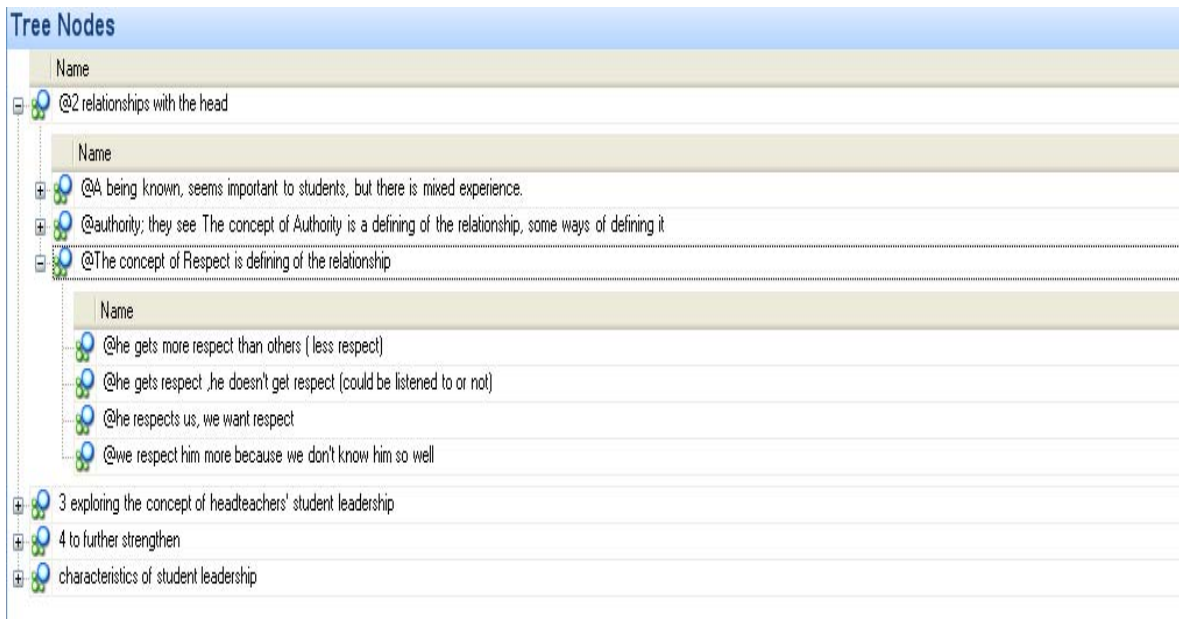 Tree Nodes
Name
@2 relationships with the head
Name
@A being known, seems important to students, but there is mixed experience.
@authority; they see The concept of Authority is a defining of the relationship, some ways of defining it
@The concept of Respect is defining of the relationship
Name
@he gets more respect than others ( less respect)
@he gets respect ,he doesn't get respect (could be listened to or not)
@he respects us, we want respect
@we respect him more because we don't know him so well
3 exploring the concept of headteachers' student leadership
4 to further strengthen
characteristics of student leadership